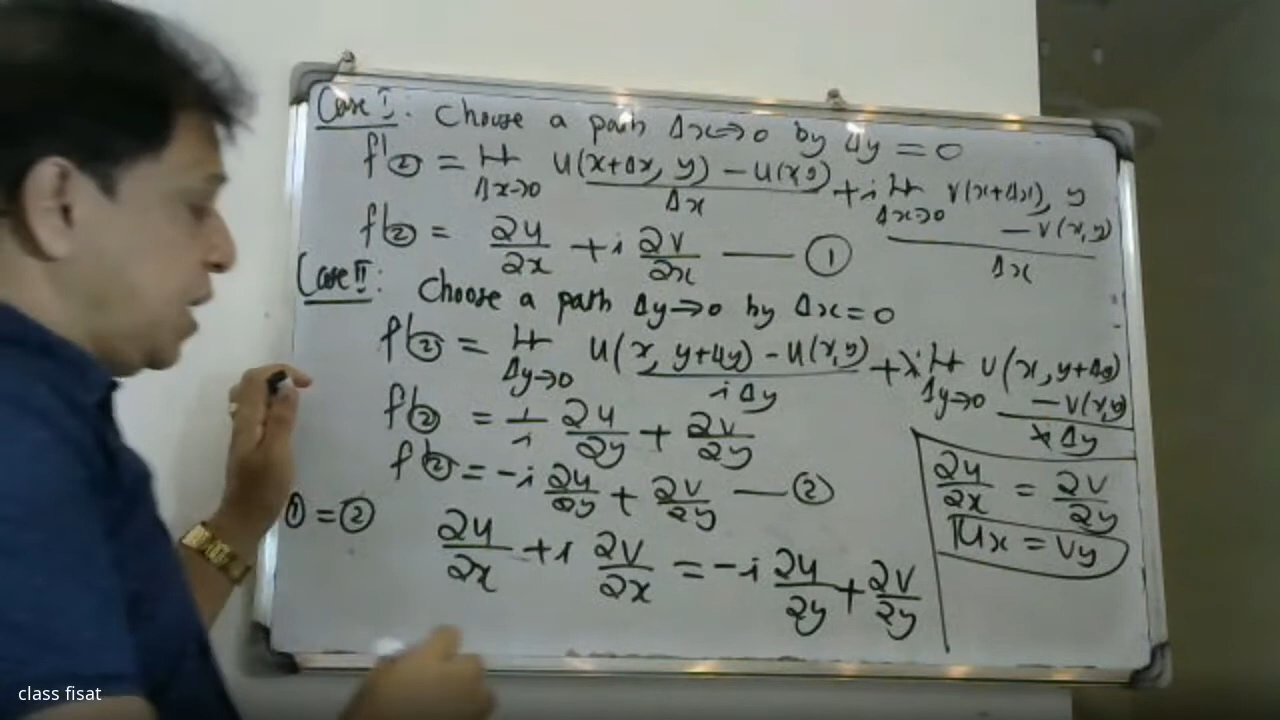 Case I : Choose a path Δx→0 by Δy = 0
f'(z) = Lt Δx→0 u(x+Δx, y) - u(x,y) / Δx + i Lt Δx→0 v(x+Δx), y - v(x,y) / Δx
f'(z) = ∂u/∂x + i ∂v/∂x — ①
Case II : Choose a path Δy→0 by Δx = 0
f'(z) = Lt Δy→0 u(x, y+Δy) - u(x,y) / iΔy + i Lt Δy→0 v(x, y+Δy) - v(x,y) / iΔy
f'(z) = 1/i ∂u/∂y + ∂v/∂y
f'(z) = -i ∂u/∂y + ∂v/∂y — ②
① = ② ∂u/∂x + i ∂v/∂x = -i ∂u/∂y + ∂v/∂y
∂u/∂x = ∂v/∂y
ux = vy
class fisat